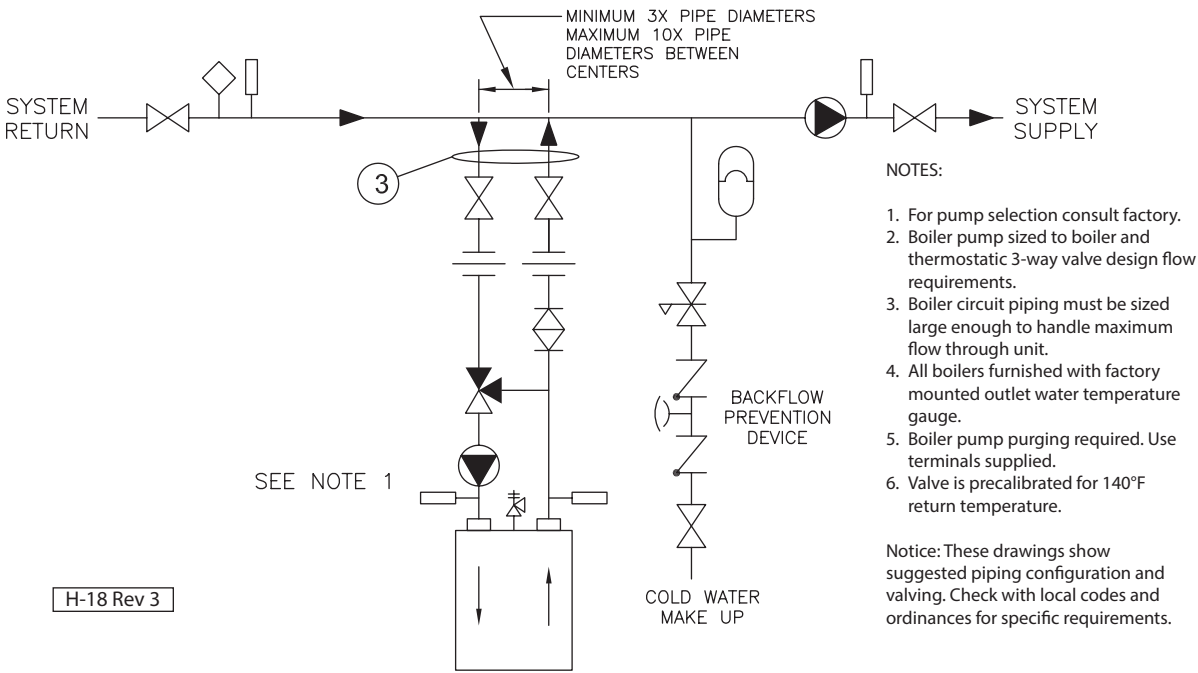 MINIMUM 3X PIPE DIAMETERS
MAXIMUM 10X PIPE
DIAMETERS BETWEEN
CENTERS
SYSTEM
RETURN
SYSTEM
SUPPLY
3
NOTES:
1. For pump selection consult factory.
2. Boiler pump sized to boiler and
thermostatic 3-way valve design flow
requirements.
3. Boiler circuit piping must be sized
large enough to handle maximum
flow through unit.
4. All boilers furnished with factory
mounted outlet water temperature
gauge.
5. Boiler pump purging required. Use
terminals supplied.
6. Valve is precalibrated for 140°F
return temperature.
Notice: These drawings show
suggested piping configuration and
valving. Check with local codes and
ordinances for specific requirements.
BACKFLOW
PREVENTION
DEVICE
SEE NOTE 1
COLD WATER
MAKE UP
H-18 Rev 3